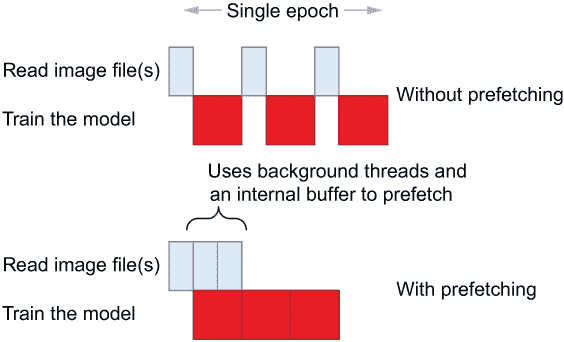 Single epoch
Read image file(s)
Train the model
Without prefetching
Uses background threads and
an internal buffer to prefetch
Read image file(s)
Train the model
With prefetching